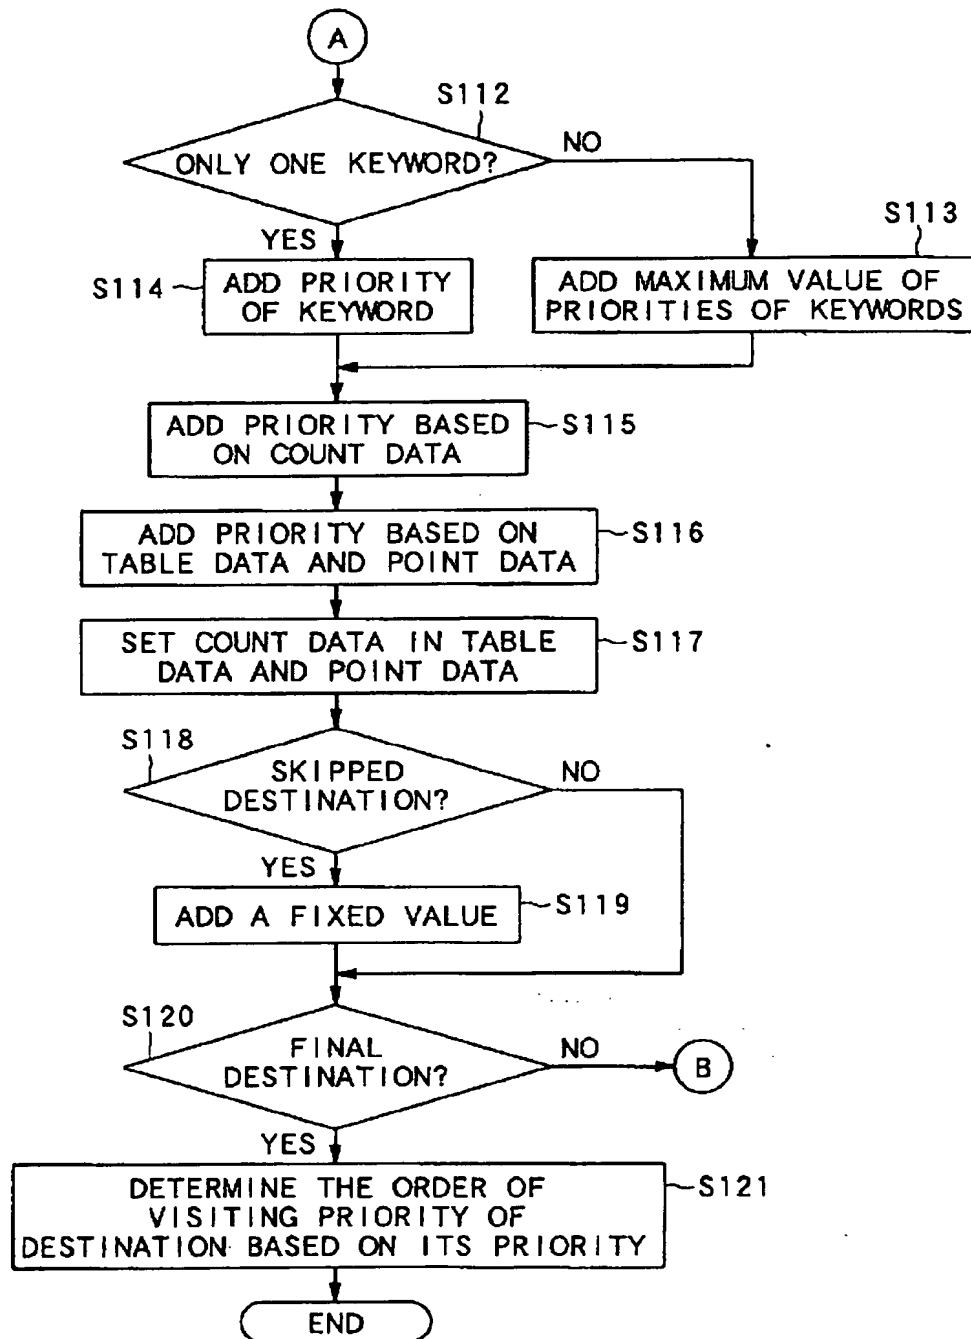 A
S112
ONLY ONE KEYWORD?
NO
S113
YES
S114
ADD PRIORITY
OF KEYWORD
ADD MAXIMUM VALUE OF
PRIORITIES OF KEYWORDS
ADD PRIORITY BASED
ON COUNT DATA
S115
ADD PRIORITY BASED ON
TABLE DATA AND POINT DATA
S116
SET COUNT DATA IN TABLE
DATA AND POINT DATA
S117
S118
SKIPPED
DESTINATION?
NO
YES
ADD A FIXED VALUE
S119
S120
FINAL
DESTINATION?
NO
B
YES
DETERMINE THE ORDER OF
VISITING PRIORITY OF
DESTINATION BASED ON ITS PRIORITY
S121
END